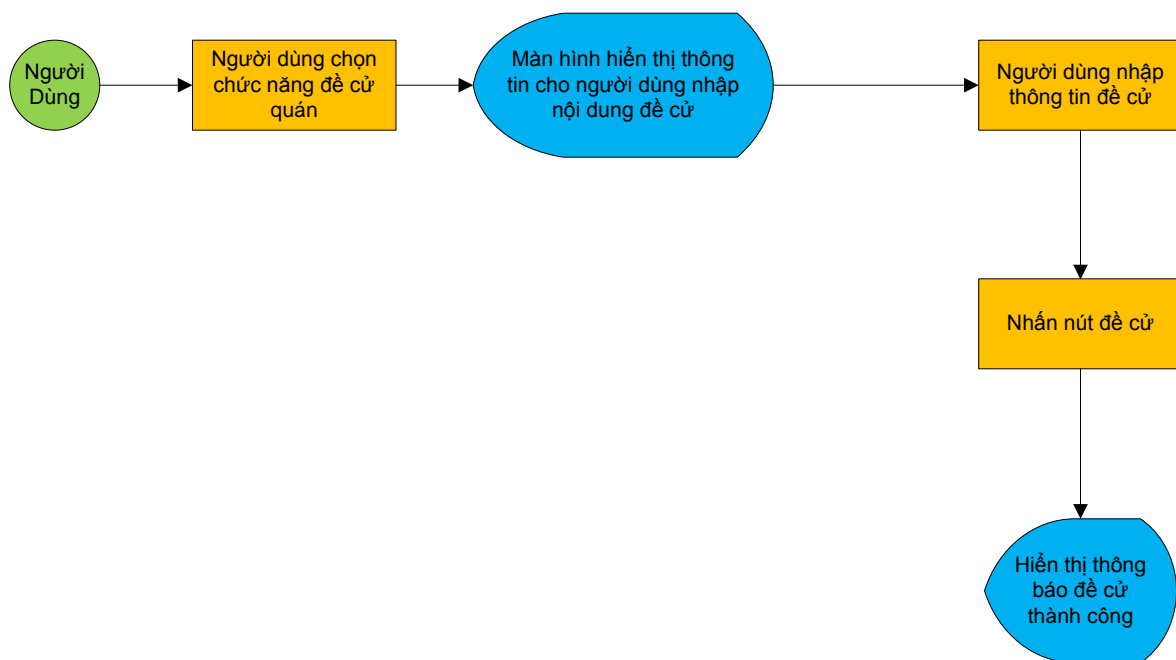 Người
Dùng
Người dùng chọn
chức năng đề cử
quán
Màn hình hiển thị thông
tin cho người dùng nhập
nội dung đề cử
Người dùng nhập
thông tin đề cử
Nhấn nút đề cử
Hiển thị thông
báo đề cử
thành công